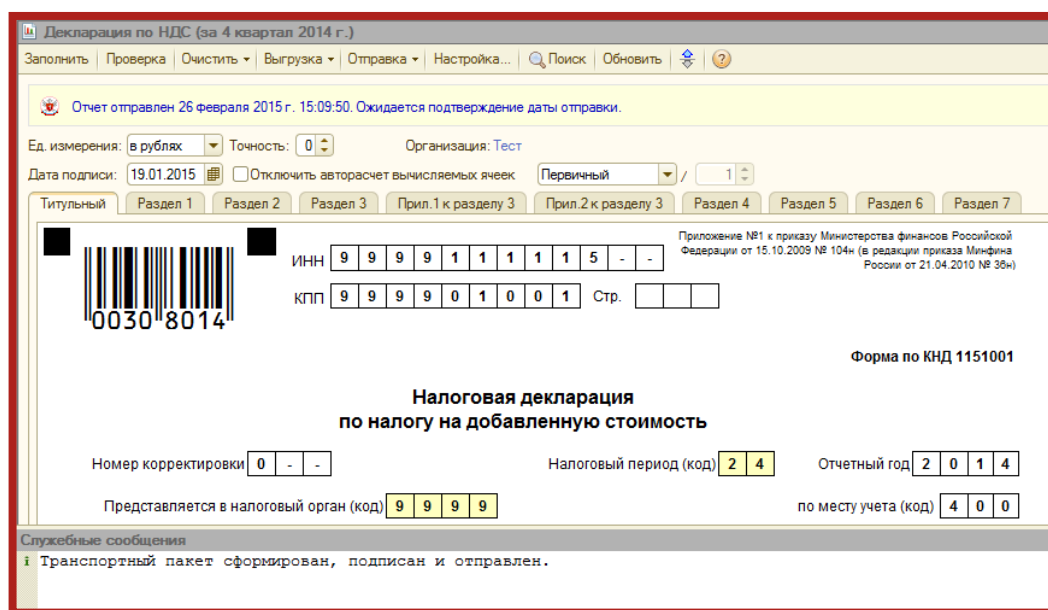 Декларация по НДС (за 4 квартал 2014 г.)
Заполнить Проверка Очистить Выгрузка Отправка Настройка... Поиск Обновить ?
Отчет отправлен 26 февраля 2015 г. 15:09:50. Ожидается подтверждение даты отправки.
Ед. измерения: в рублях Точность: 0 Организация: Тест
Дата подписи: 19.01.2015 Отключить авторасчет вычисляемых ячеек Первичный / 1
Титульный Раздел 1 Раздел 2 Раздел 3 Прил.1 к разделу 3 Прил.2 к разделу 3 Раздел 4 Раздел 5 Раздел 6 Раздел 7
Приложение №1 к приказу Министерства финансов Российской
Федерации от 15.10.2009 № 104н (в редакции приказа Минфина
России от 21.04.2010 № 36н)
ИНН 9 9 9 9 1 1 1 1 1 5 - -
КПП 9 9 9 9 0 1 0 0 1 Стр.
0030 8014
Форма по КНД 1151001
Налоговая декларация
по налогу на добавленную стоимость
Номер корректировки 0 - - Налоговый период (код) 2 4 Отчетный год 2 0 1 4
Представляется в налоговый орган (код) 9 9 9 9 по месту учета (код) 4 0 0
Служебные сообщения
i Транспортный пакет сформирован, подписан и отправлен.